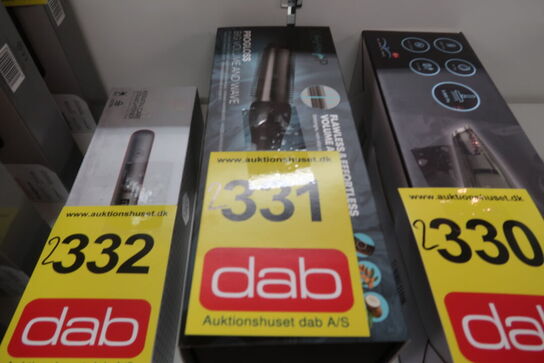 PROGLOSS
BIG VOLUME AND WAVE
FLAWLESS & EFFORTLESS
www.auktionshuset.dk
2332
dab
www.auktionshuset.dk
2331
dab
Auktionshuset dab A/S
www.auktionshuset.dk
2330
dab